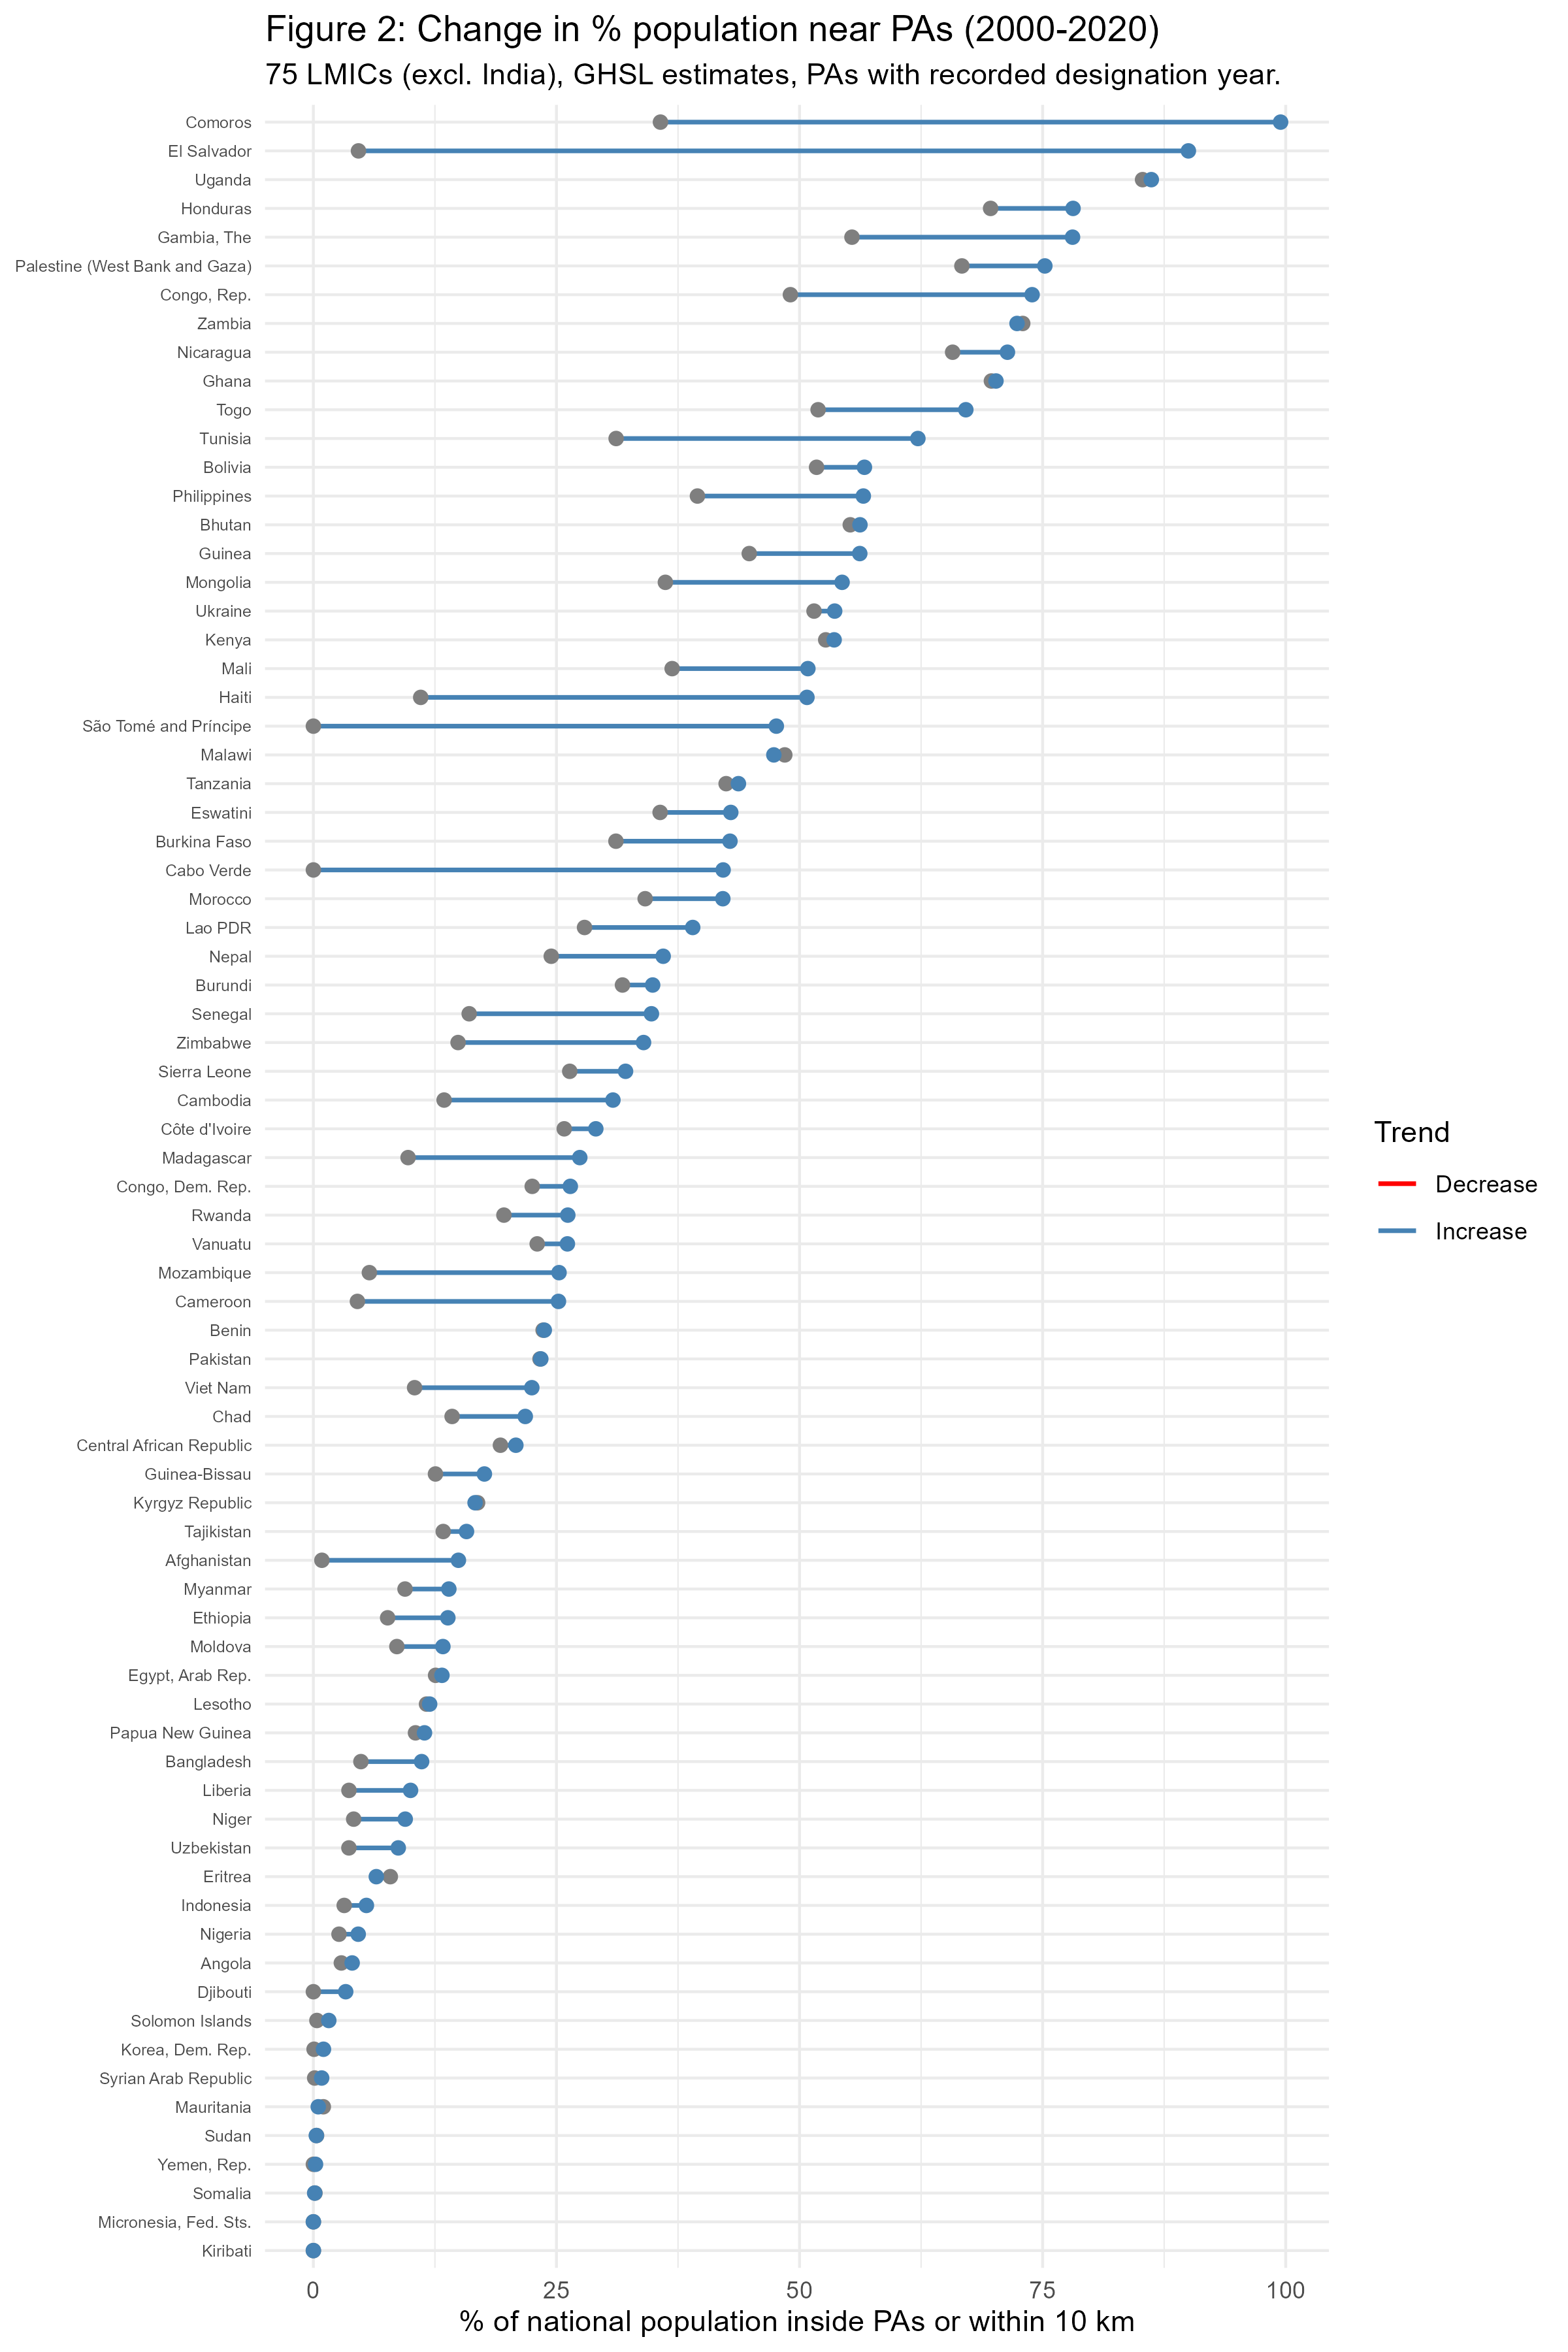 Figure 2: Change in % population near PAs (2000-2020)
75 LMICs (excl. India), GHSL estimates, PAs with recorded designation year.
Comoros
El Salvador
Uganda
Honduras
Gambia, The
Palestine (West Bank and Gaza)
Congo, Rep.
Zambia
Nicaragua
Ghana
Togo
Tunisia
Bolivia
Philippines
Bhutan
Guinea
Mongolia
Ukraine
Kenya
Mali
Haiti
São Tomé and Príncipe
Malawi
Tanzania
Eswatini
Burkina Faso
Cabo Verde
Morocco
Lao PDR
Nepal
Burundi
Senegal
Zimbabwe
Sierra Leone
Cambodia
Côte d'Ivoire
Madagascar
Congo, Dem. Rep.
Rwanda
Vanuatu
Mozambique
Cameroon
Benin
Pakistan
Viet Nam
Chad
Central African Republic
Guinea-Bissau
Kyrgyz Republic
Tajikistan
Afghanistan
Myanmar
Ethiopia
Moldova
Egypt, Arab Rep.
Lesotho
Papua New Guinea
Bangladesh
Liberia
Niger
Uzbekistan
Eritrea
Indonesia
Nigeria
Angola
Djibouti
Solomon Islands
Korea, Dem. Rep.
Syrian Arab Republic
Mauritania
Sudan
Yemen, Rep.
Somalia
Micronesia, Fed. Sts.
Kiribati
0 25 50 75 100
% of national population inside PAs or within 10 km
Trend
Decrease
Increase